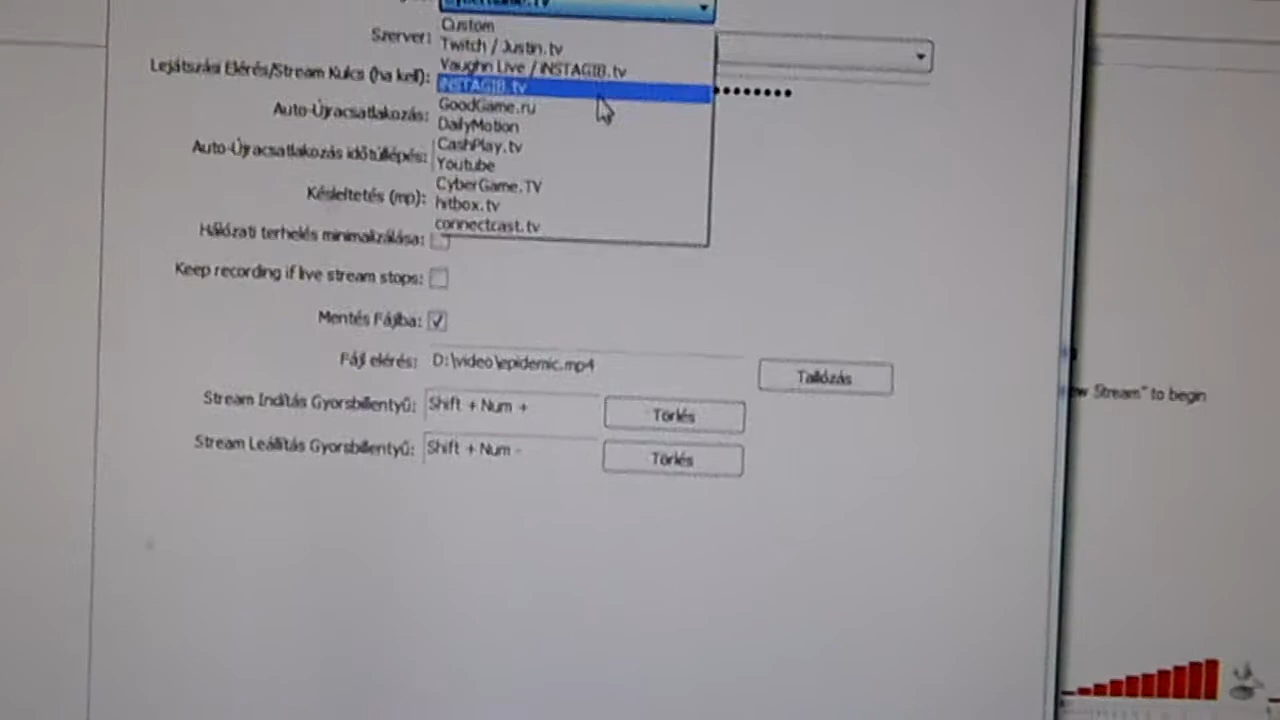 CyberGame.TV
Custom
Szerver:
Twitch / Justin.tv
Vaughn Live / iNSTAGIB.tv
Lejátszási Elérés/Stream Kulcs (ha kell):
iNSTAGIB.tv
GoodGame.ru
Auto-Újracsatlakozás:
DailyMotion
CashPlay.tv
Auto-Újracsatlakozás időtúllépés:
Youtube
CyberGame.TV
Késleltetés (mp):
hitbox.tv
connectcast.tv
Hálózati terhelés minimalizálása:
Keep recording if live stream stops:
Mentés Fájlba:
Fájl elérés: D:\video\epidemic.mp4 Tallózás
Stream Indítás Gyorsbillentyű: Shift + Num + Törlés
Stream Leállítás Gyorsbillentyű: Shift + Num - Törlés
Stream" to begin